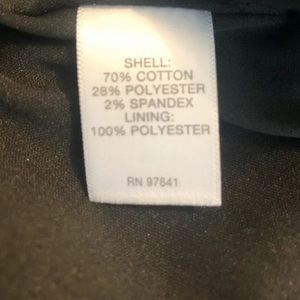 SHELL:
70% COTTON
28% POLYESTER
2% SPANDEX
LINING:
100% POLYESTER
RN 97641